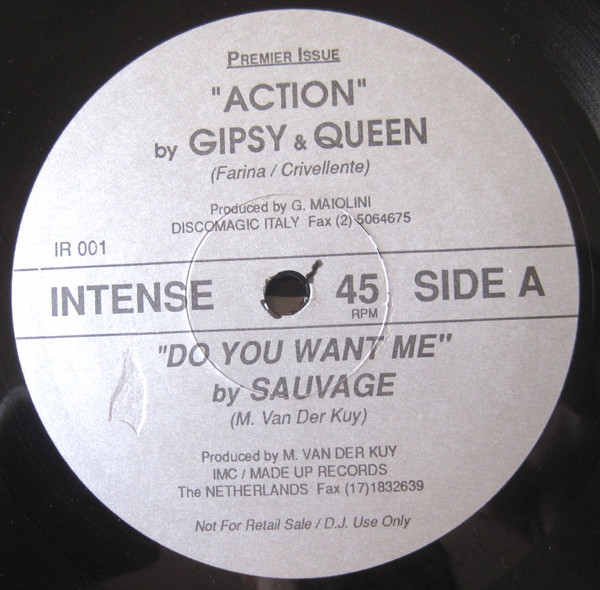 PREMIER ISSUE
"ACTION"
by GIPSY & QUEEN
(Farina / Crivellente)
Produced by G. MAIOLINI
DISCOMAGIC ITALY Fax (2) 5064675
IR 001
INTENSE 45 RPM SIDE A
"DO YOU WANT ME"
by SAUVAGE
(M. Van Der Kuy)
Produced by M. VAN DER KUY
IMC / MADE UP RECORDS
The NETHERLANDS Fax (17)1832639
Not For Retail Sale / D.J. Use Only